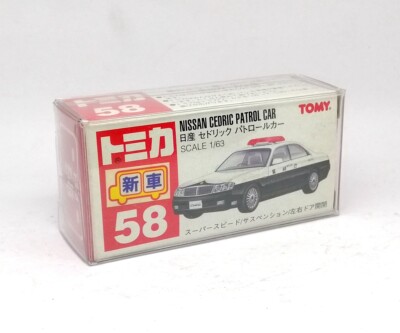 トミカ
58
NISSAN CEDRIC PATROL CAR
TOMY.
日産 セドリック パトロールカー
SCALE 1/63
トミカ
新車
58
スーパースピード/サスペンション/左右ドア開閉